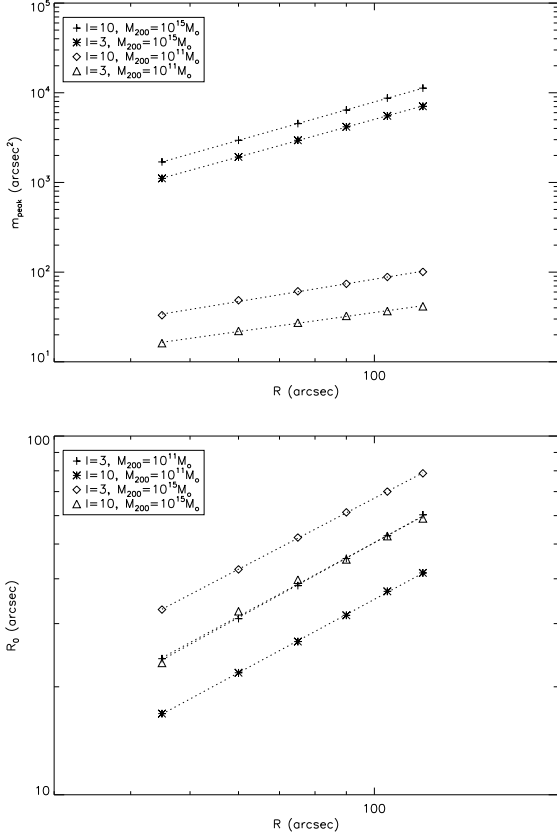 10⁵
+ l=10, M₂₀₀=10¹⁵Mₒ
✳ l=3, M₂₀₀=10¹⁵Mₒ
◇ l=10, M₂₀₀=10¹¹Mₒ
△ l=3, M₂₀₀=10¹¹Mₒ
10⁴
10³
10²
10¹
m_peak (arcsec²)
100
R (arcsec)
100
+ l=3, M₂₀₀=10¹¹Mₒ
✳ l=10, M₂₀₀=10¹¹Mₒ
◇ l=3, M₂₀₀=10¹⁵Mₒ
△ l=10, M₂₀₀=10¹⁵Mₒ
R₀ (arcsec)
10
100
R (arcsec)